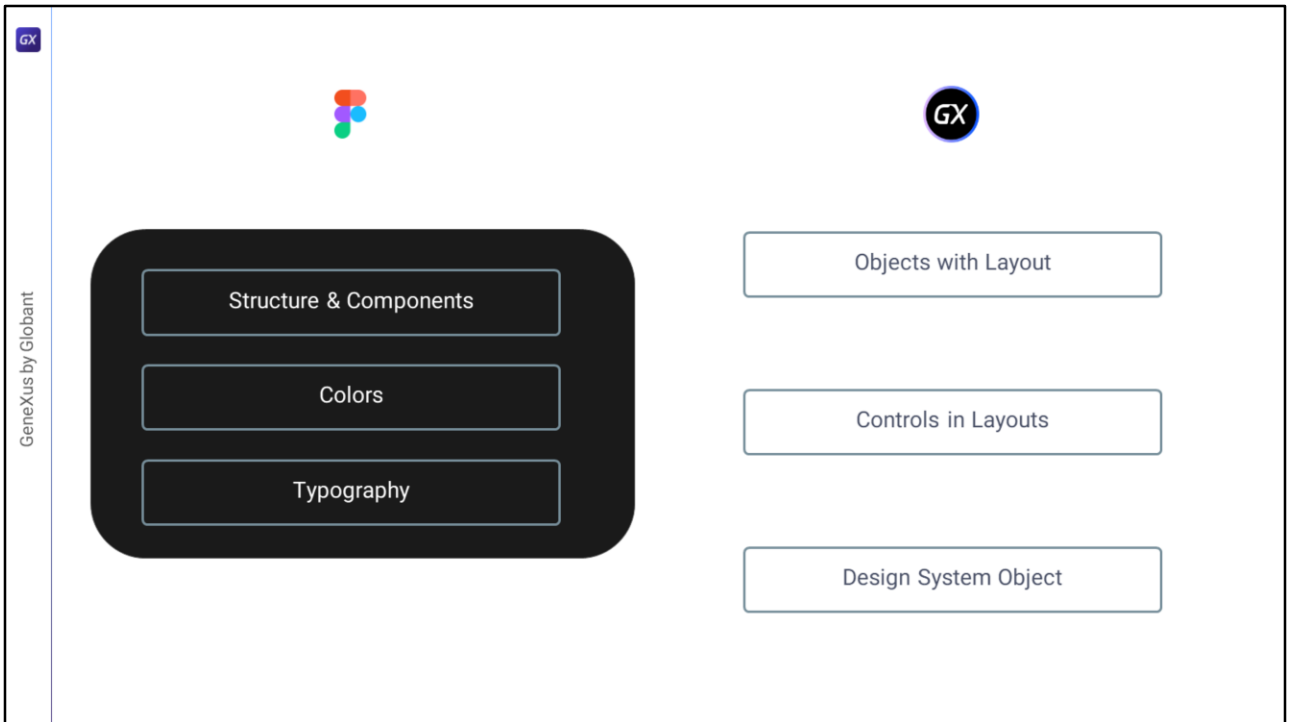 GX
GeneXus by Globant
Structure & Components
Colors
Typography
GX
Objects with Layout
Controls in Layouts
Design System Object